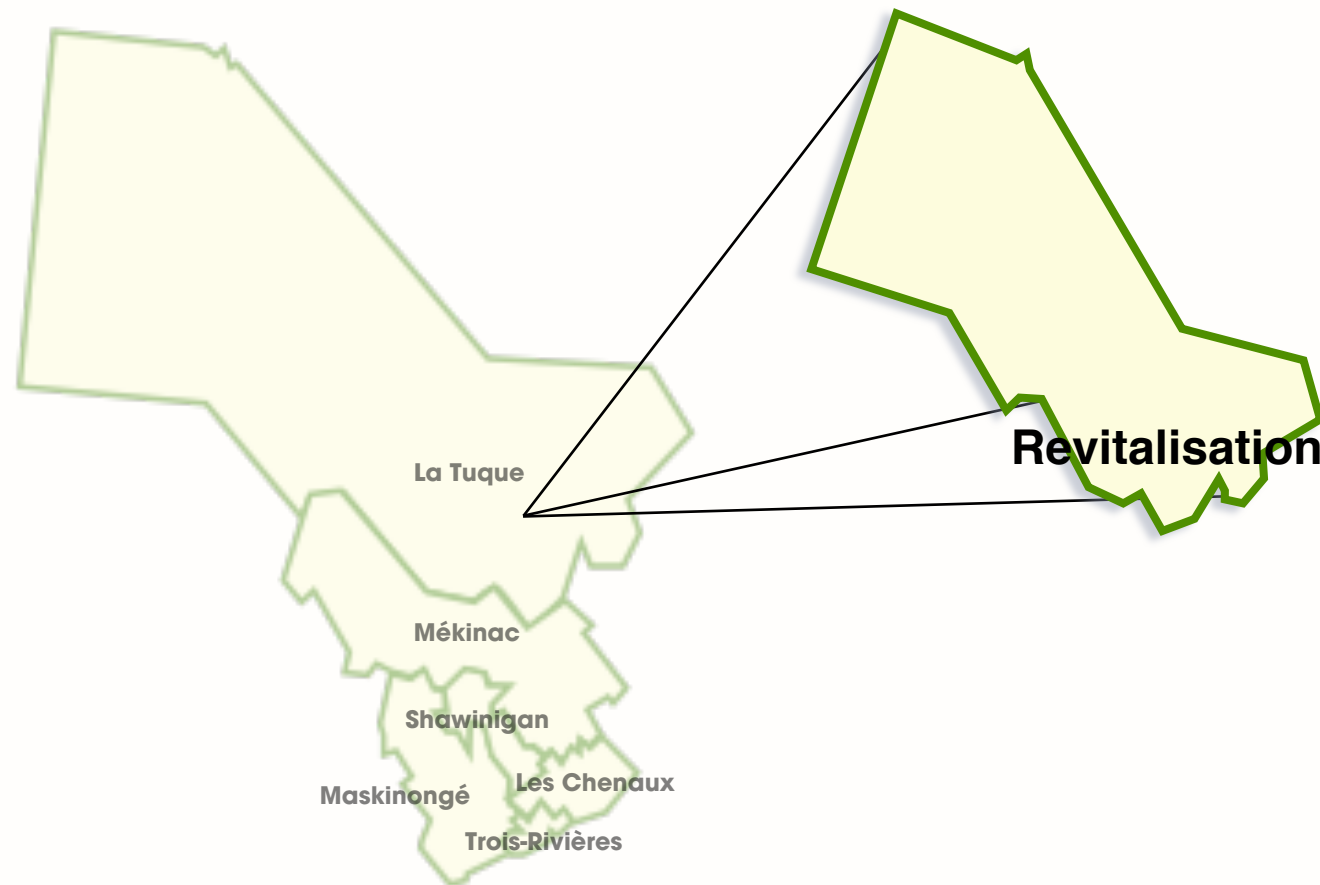 Revitalisation
La Tuque
Mékinac
Shawinigan
Les Chenaux
Maskinongé
Trois-Rivières